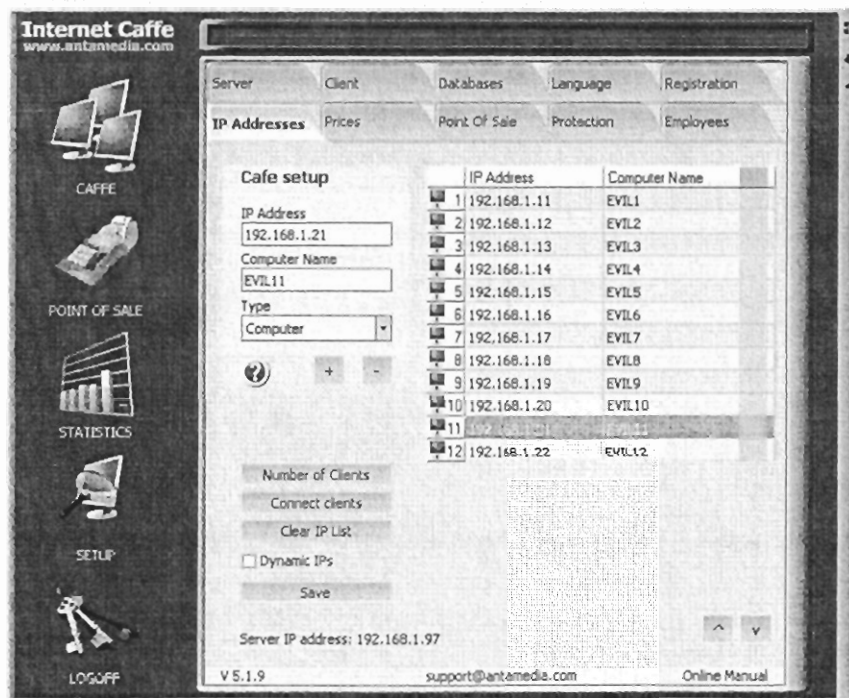 Internet Caffe
www.antamedia.com
CAFFE
POINT OF SALE
STATISTICS
SETUP
LOGOFF
Server Client Databases Language Registration
IP Addresses Prices Point Of Sale Protection Employees
Cafe setup
IP Address
192.168.1.21
Computer Name
EVIL11
Type
Computer
+ -
Number of Clients
Connect clients
Clear IP List
Dynamic IPs
Save
Server IP address: 192.168.1.97
IP Address Computer Name
1 192.168.1.11 EVIL1
2 192.168.1.12 EVIL2
3 192.168.1.13 EVIL3
4 192.168.1.14 EVIL4
5 192.168.1.15 EVIL5
6 192.168.1.16 EVIL6
7 192.168.1.17 EVIL7
8 192.168.1.18 EVIL8
9 192.168.1.19 EVIL9
10 192.168.1.20 EVIL10
11 192.168.1.21 EVIL11
12 192.168.1.22 EVIL12
V 5.1.9 support@antamedia.com Online Manual